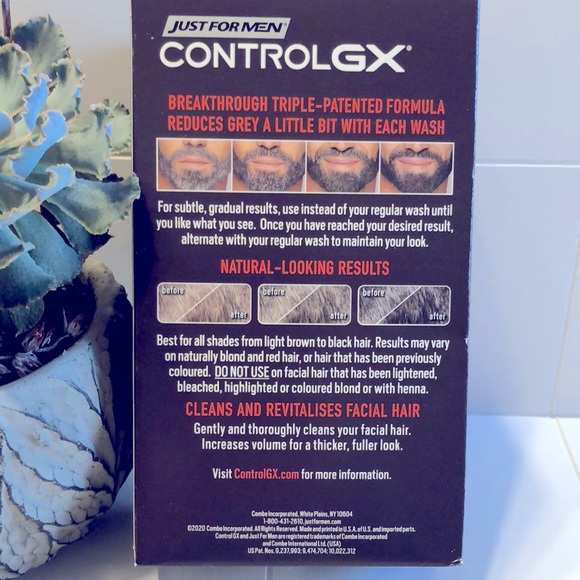 JUST FOR MEN®
CONTROLGX®
BREAKTHROUGH TRIPLE-PATENTED FORMULA
REDUCES GREY A LITTLE BIT WITH EACH WASH
For subtle, gradual results, use instead of your regular wash until
you like what you see. Once you have reached your desired result,
alternate with your regular wash to maintain your look.
NATURAL-LOOKING RESULTS
before before before
after after after
Best for all shades from light brown to black hair. Results may vary
on naturally blond and red hair, or hair that has been previously
coloured. DO NOT USE on facial hair that has been lightened,
bleached, highlighted or coloured blond or with henna.
CLEANS AND REVITALISES FACIAL HAIR
Gently and thoroughly cleans your facial hair.
Increases volume for a thicker, fuller look.
Visit ControlGX.com for more information.
Combe Incorporated, White Plains, NY 10604
1-800-431-2610, justformen.com
©2020 Combe Incorporated. All Rights Reserved. Made and printed in U.S.A. of U.S. and imported parts.
Control GX and Just For Men are registered trademarks of Combe Incorporated
and Combe International Ltd. (USA)
US Pat. Nos. 9,237,993; 9,474,704; 10,022,312